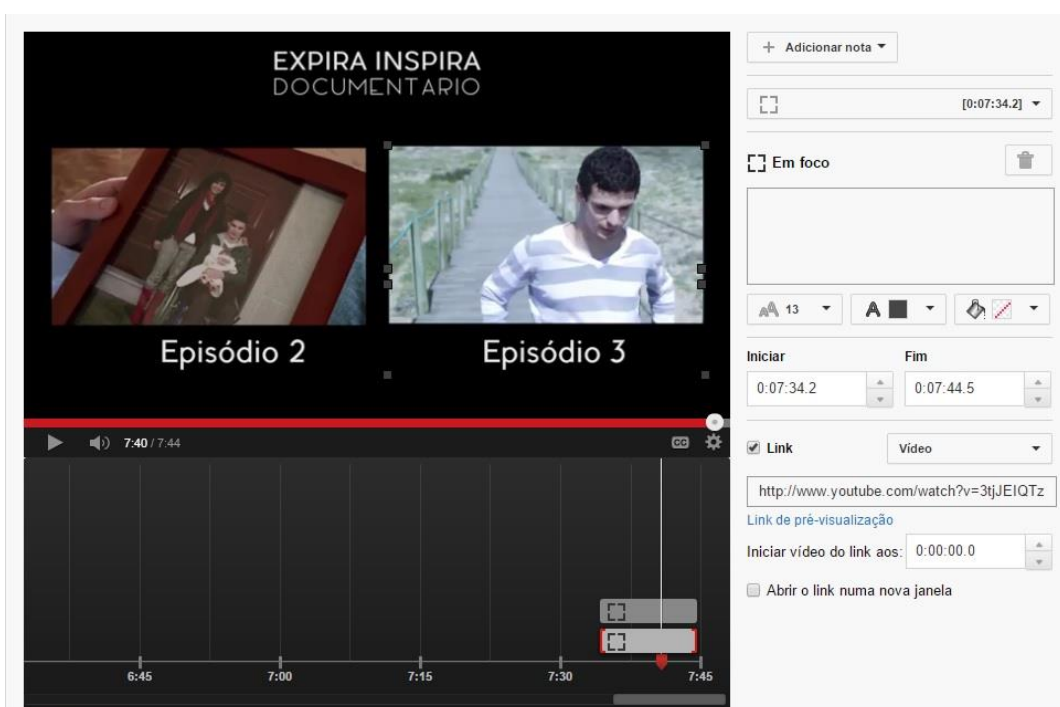 EXPIRA INSPIRA
DOCUMENTARIO
Episódio 2
Episódio 3
7:40 / 7:44
CC
6:45
7:00
7:15
7:30
7:45
+ Adicionar nota
[0:07:34.2]
Em foco
AA 13
A
Iniciar
Fim
0:07:34.2
0:07:44.5
Link
Vídeo
http://www.youtube.com/watch?v=3tjJEIQTz
Link de pré-visualização
Iniciar vídeo do link aos: 0:00:00.0
Abrir o link numa nova janela